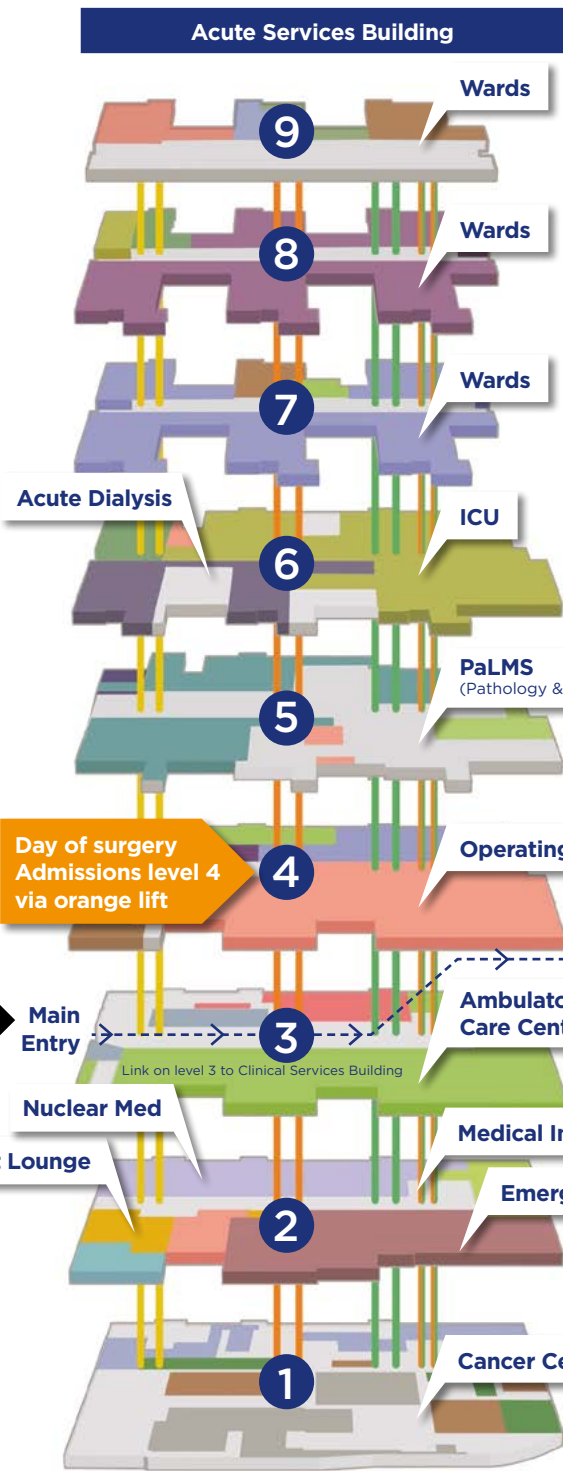 Acute Services Building
9
Wards
8
Wards
7
Wards
Acute Dialysis
6
ICU
5
PaLMS
(Pathology &
Day of surgery
Admissions level 4
via orange lift
4
Operating
Main
Entry
3
Ambulato
Care Cent
Link on level 3 to Clinical Services Building
Nuclear Med
Lounge
Medical In
2
Emerg
1
Cancer Ce